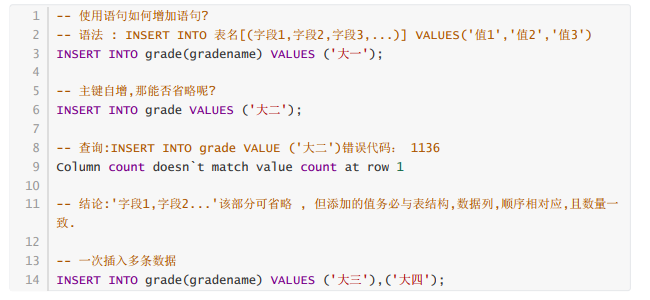 1 -- 使用语句如何增加语句?
2 -- 语法 : INSERT INTO 表名[(字段1,字段2,字段3,...)] VALUES('值1','值2','值3')
3 INSERT INTO grade(gradename) VALUES ('大一');
4
5 -- 主键自增,那能否省略呢?
6 INSERT INTO grade VALUES ('大二');
7
8 -- 查询:INSERT INTO grade VALUE ('大二')错误代码： 1136
9 Column count doesn`t match value count at row 1
10
11 -- 结论:'字段1,字段2...'该部分可省略 , 但添加的值务必与表结构,数据列,顺序相对应,且数量一
致.
12
13 -- 一次插入多条数据
14 INSERT INTO grade(gradename) VALUES ('大三'),('大四');